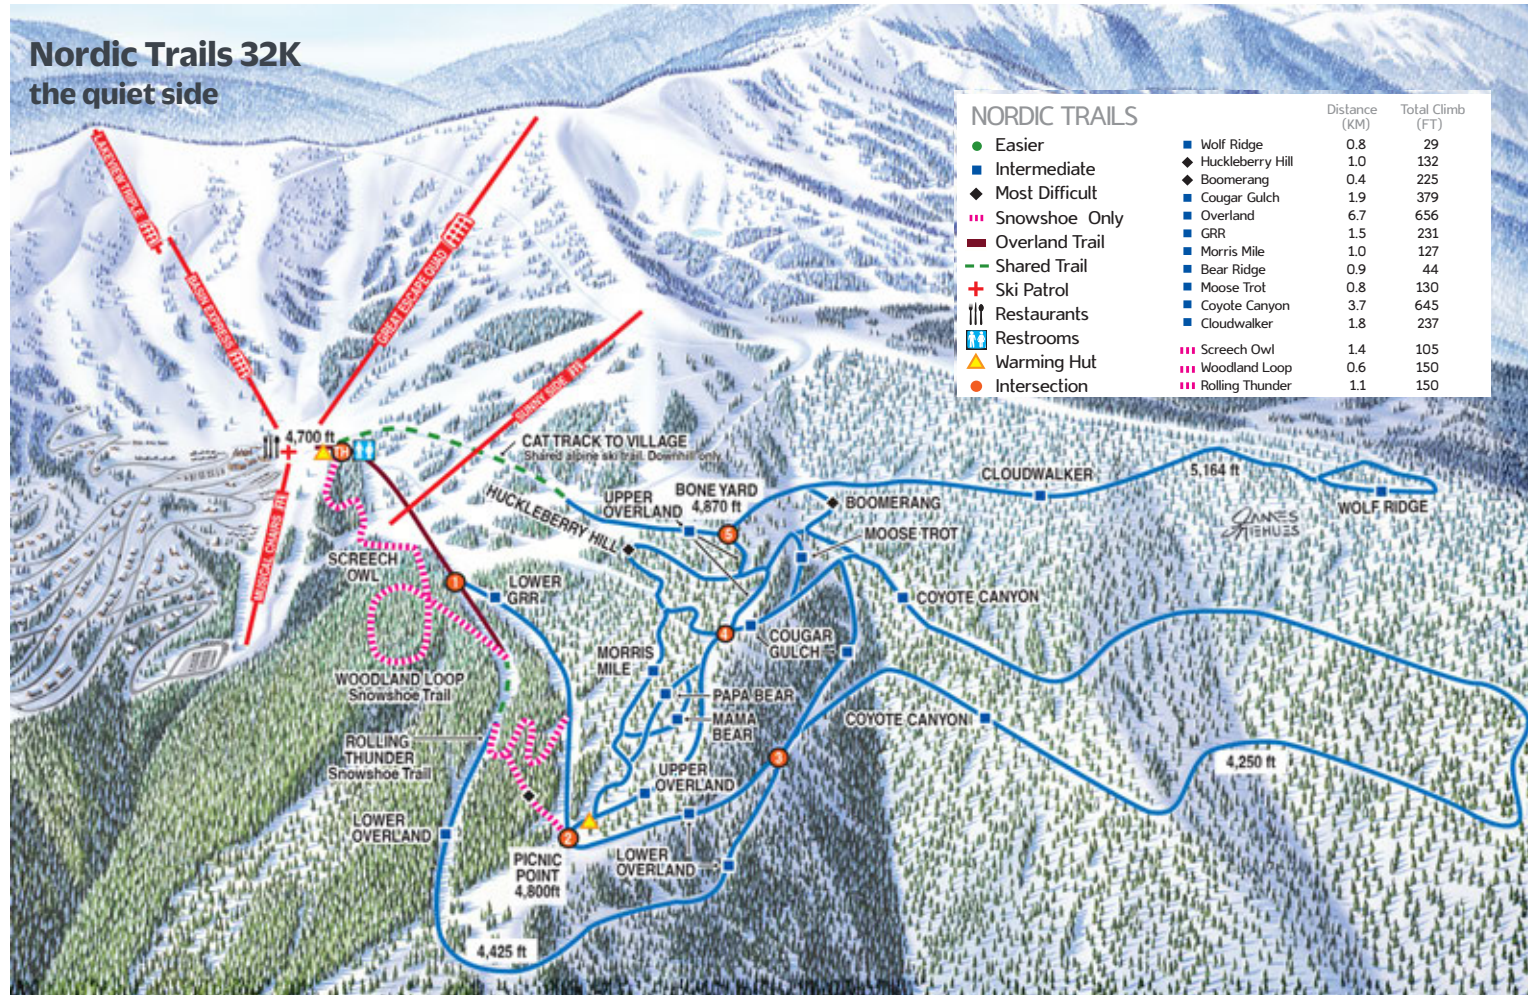 Nordic Trails 32K
the quiet side
NORDIC TRAILS
Distance (KM)
Total Climb (FT)
Easier
Intermediate
Most Difficult
Snowshoe Only
Overland Trail
Shared Trail
Ski Patrol
Restaurants
Restrooms
Warming Hut
Intersection
Wolf Ridge 0.8 29
Huckleberry Hill 1.0 132
Boomerang 0.4 225
Cougar Gulch 1.9 379
Overland 6.7 656
GRR 1.5 231
Morris Mile 1.0 127
Bear Ridge 0.9 44
Moose Trot 0.8 130
Coyote Canyon 3.7 645
Cloudwalker 1.8 237
Screech Owl 1.4 105
Woodland Loop 0.6 150
Rolling Thunder 1.1 150
LAKEVIEW TRIPLE
BASIN EXPRESS
GREAT ESCAPE QUAD
SUNNY SIDE
MUSICAL CHAIRS
4,700 ft
TH
CAT TRACK TO VILLAGE
Shared alpine ski trail. Downhill only
HUCKLEBERRY HILL
UPPER
OVERLAND
BONE YARD
4,870 ft
5
CLOUDWALKER
5,164 ft
WOLF RIDGE
BOOMERANG
MOOSE TROT
JAMES
NIEHUES
SCREECH
OWL
1
LOWER
GRR
COYOTE CANYON
4
COUGAR
GULCH
MORRIS
MILE
WOODLAND LOOP
Snowshoe Trail
PAPA BEAR
MAMA
BEAR
COYOTE CANYON
ROLLING
THUNDER
Snowshoe Trail
3
4,250 ft
UPPER
OVERLAND
LOWER
OVERLAND
2
PICNIC
POINT
4,800ft
LOWER
OVERLAND
4,425 ft